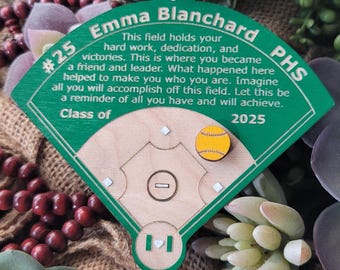 Emma Blanchard
#25
PHS
This field holds your
hard work, dedication, and
victories. This is where you became
a friend and leader. What happened here
helped to make you who you are. Imagine
all you will accomplish off this field. Let this be
a reminder of all you have and will achieve.
Class of 2025